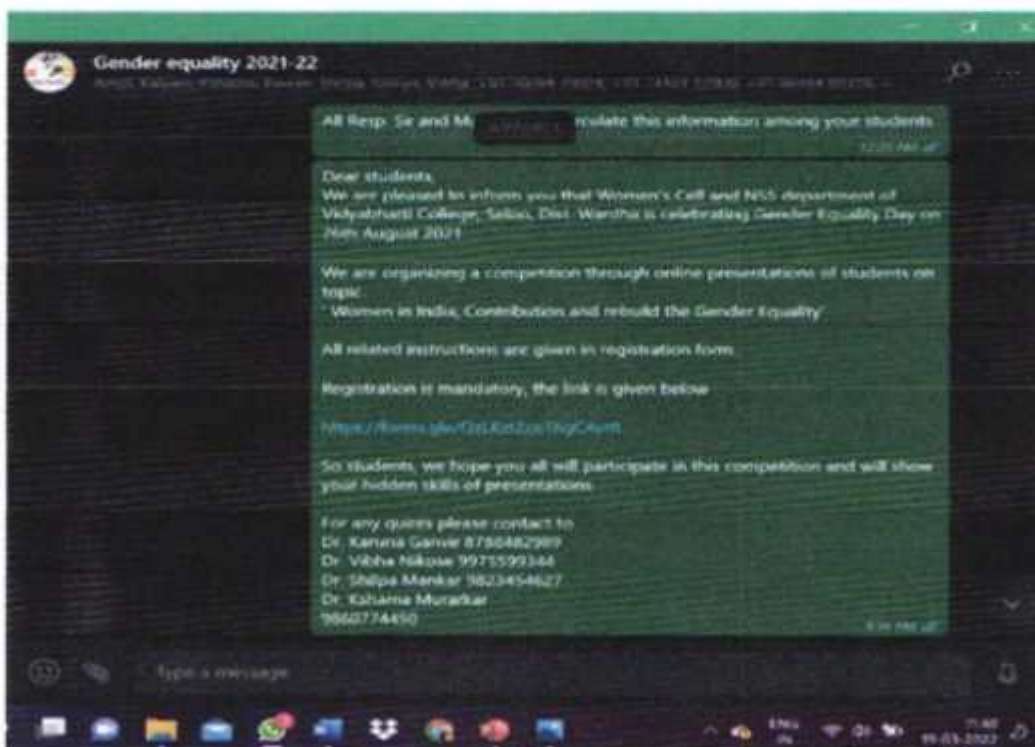 Gender equality 2021-22
All Resp. Sir and culate this information among your students
Dear students,
We are pleased to inform you that Women's Cell and NSS department of
Vidyabharti College, Seloo, Dist. Wardha is celebrating Gender Equality Day on
26th August 2021
We are organizing a competition through online presentations of students on
topic
' Women in India, Contribution and rebuild the Gender Equality'
All related instructions are given in registration form
Registration is mandatory, the link is given below
So students, we hope you all will participate in this competition and will show
your hidden skills of presentations
For any quires please contact to
Dr. Karuna Ganvir 8788482989
Dr. Vibha Nikose 9975599344
Dr. Shilpa Mankar 9823454627
Dr. Kshama Murarkar
9860774450
Type a message
ENG
IN
19-03-2022